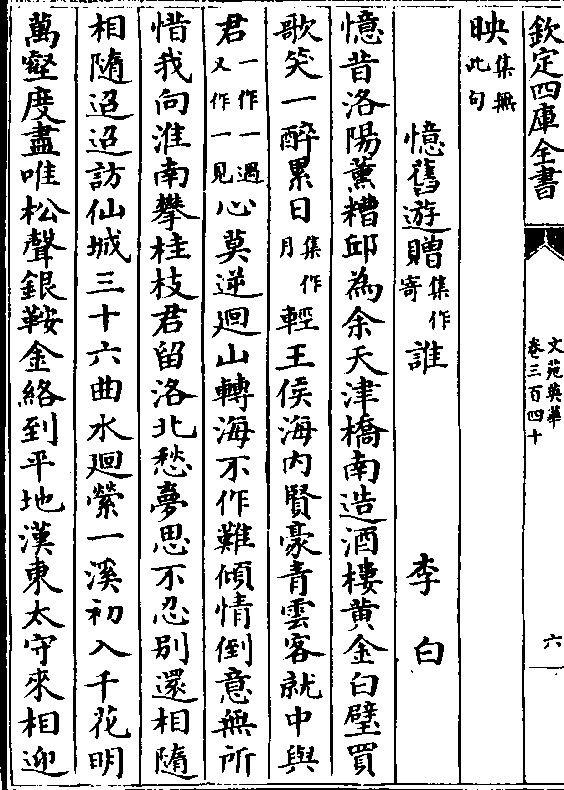 欽定四庫全書
文苑英華
卷三百四十
六
映集無此句
憶舊遊贈集作寄誰 李白
憶昔洛陽薰糟邱為余天津橋南造酒樓黄金白璧買
歌笑一醉累日集作月輕王侯海内賢豪青雲客就中與
君一作一遇又作一見心莫逆廻山轉海不作難傾情倒意無所
惜我向淮南攀桂枝君留洛北愁夢思不忍别還相隨
相隨迢迢訪仙城三十六曲水廻縈一溪初入千花明
萬壑度盡唯松聲銀鞍金絡到平地漢東太守來相迎